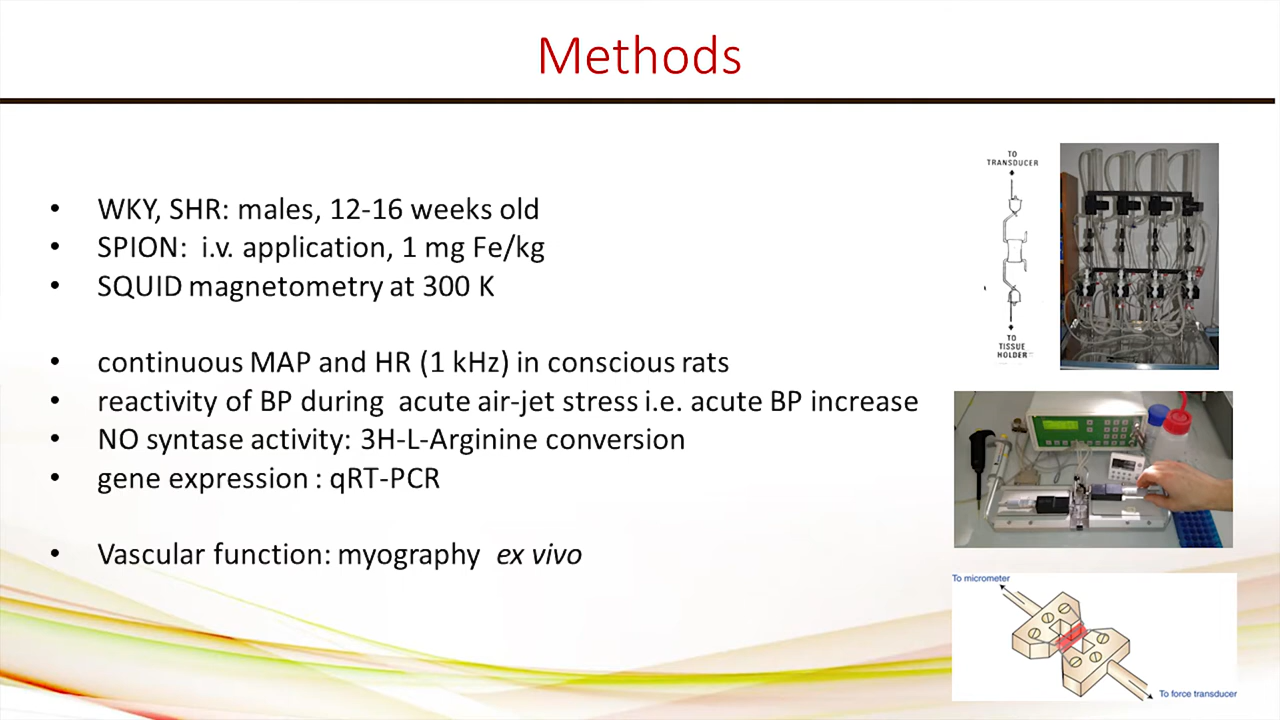 Methods
• WKY, SHR: males, 12-16 weeks old
• SPION: i.v. application, 1 mg Fe/kg
• SQUID magnetometry at 300 K
• continuous MAP and HR (1 kHz) in conscious rats
• reactivity of BP during acute air-jet stress i.e. acute BP increase
• NO syntase activity: 3H-L-Arginine conversion
• gene expression : qRT-PCR
• Vascular function: myography ex vivo
TO
TRANSDUCER
TO
TISSUE
HOLDER
To micrometer
To force transducer